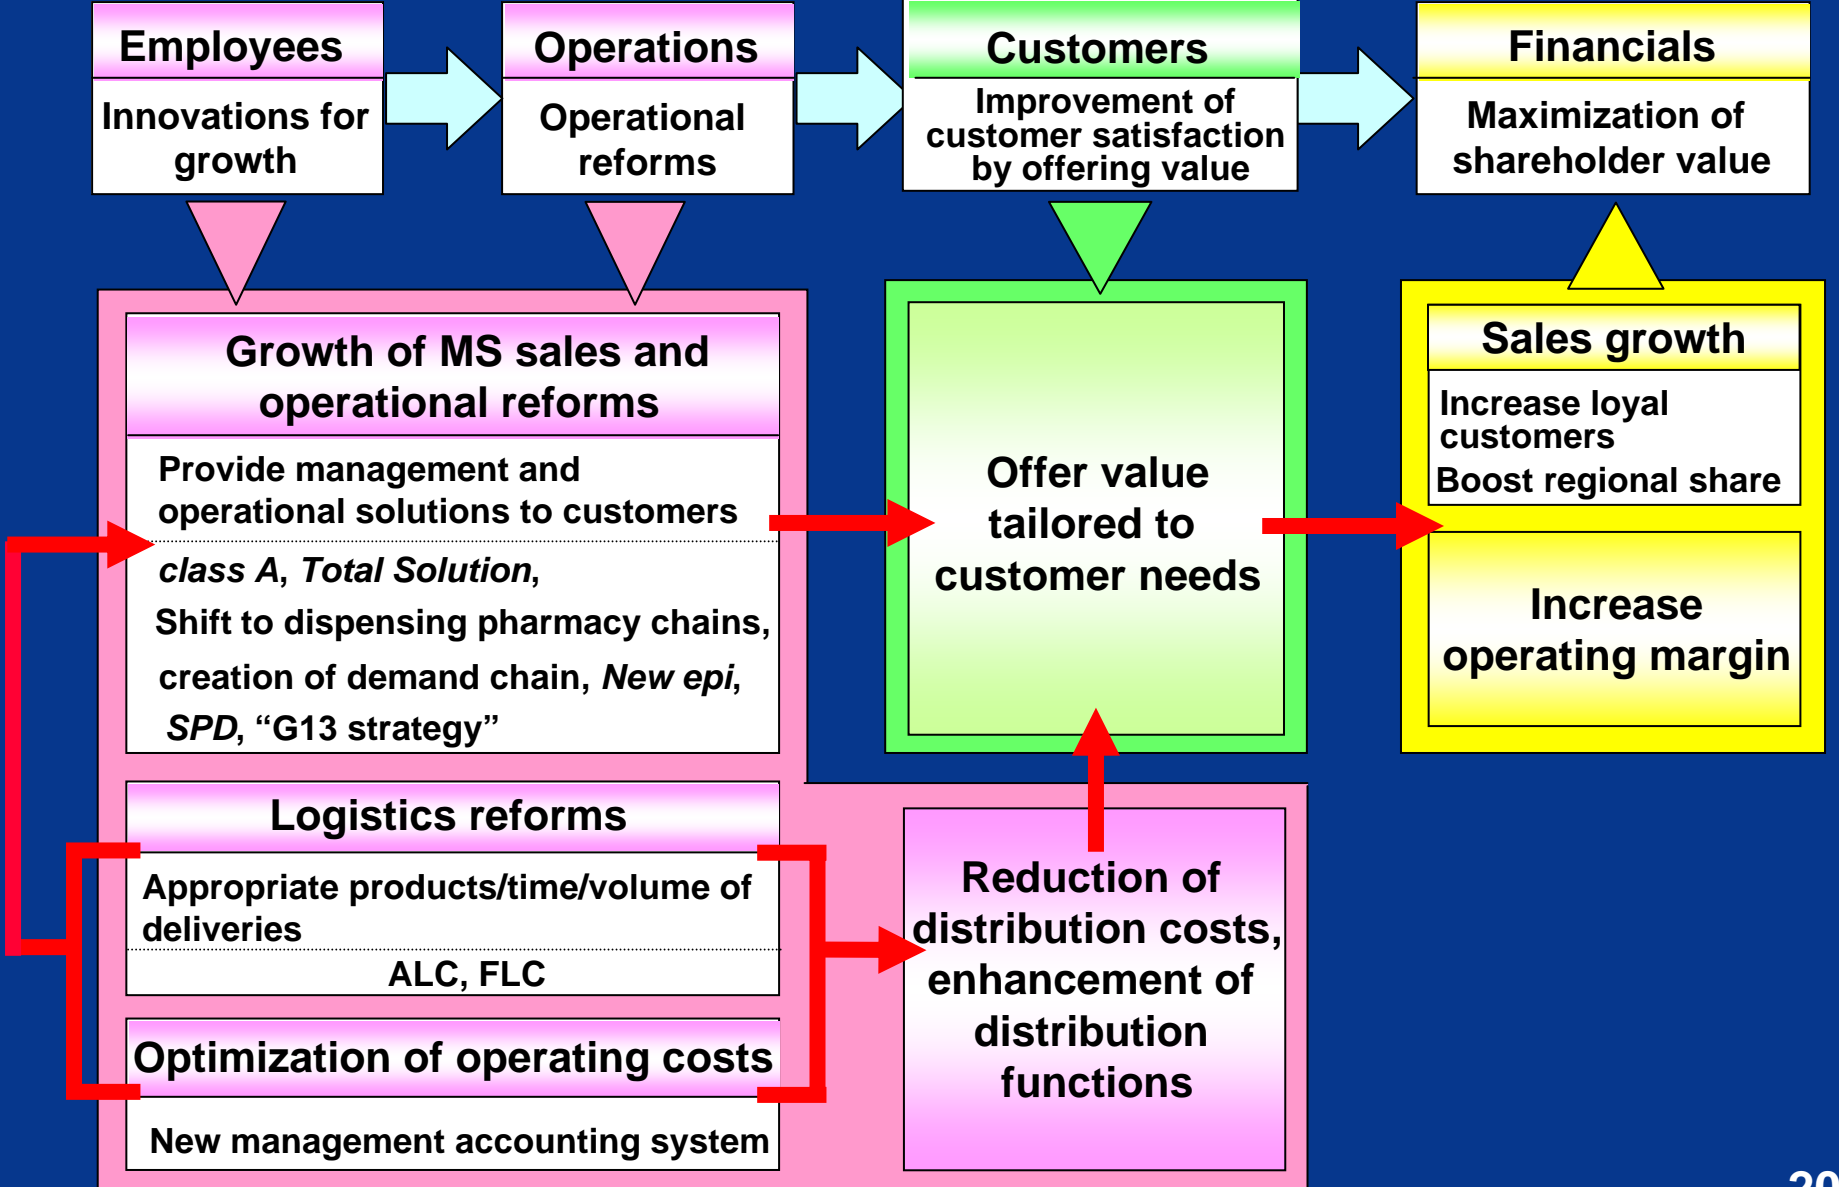 Employees
Innovations for
growth
Operations
Operational
reforms
Customers
Improvement of
customer satisfaction
by offering value
Financials
Maximization of
shareholder value
Growth of MS sales and
operational reforms
Provide management and
operational solutions to customers
class A, Total Solution,
Shift to dispensing pharmacy chains,
creation of demand chain, New epi,
SPD, “G13 strategy”
Logistics reforms
Appropriate products/time/volume of
deliveries
ALC, FLC
Optimization of operating costs
New management accounting system
Offer value
tailored to
customer needs
Reduction of
distribution costs,
enhancement of
distribution
functions
Sales growth
Increase loyal
customers
Boost regional share
Increase
operating margin
20